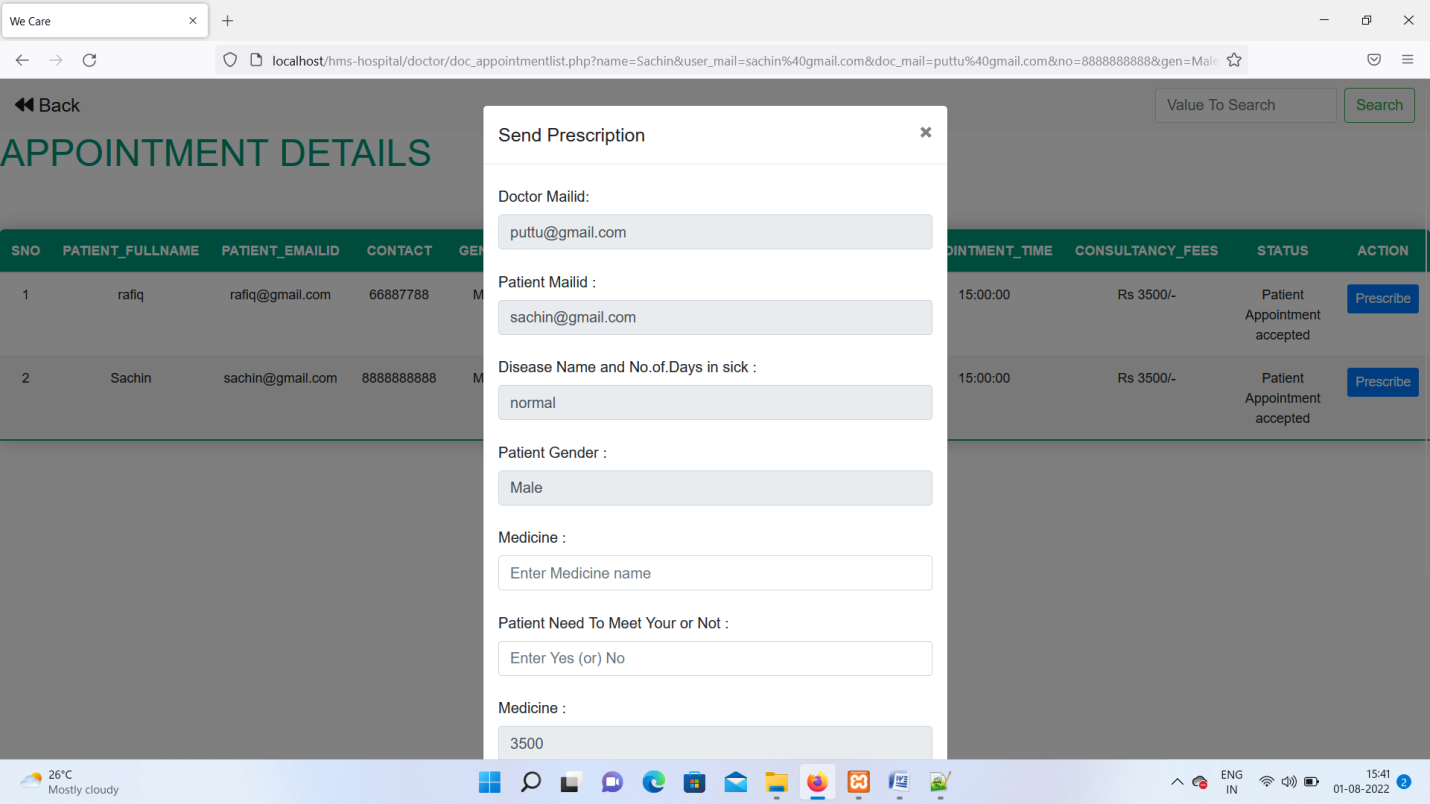 We Care
localhost/hms-hospital/doctor/doc_appointmentlist.php?name=Sachin&user_mail=sachin%40gmail.com&doc_mail=puttu%40gmail.com&no=8888888888&gen=Male
Back
Value To Search
Search
APPOINTMENT DETAILS
SNO PATIENT_FULLNAME PATIENT_EMAILID CONTACT GEN OINTMENT_TIME CONSULTANCY_FEES STATUS ACTION
1 rafiq rafiq@gmail.com 66887788 M 15:00:00 Rs 3500/- Patient Appointment accepted Prescribe
2 Sachin sachin@gmail.com 8888888888 M 15:00:00 Rs 3500/- Patient Appointment accepted Prescribe
Send Prescription
Doctor Mailid:
puttu@gmail.com
Patient Mailid :
sachin@gmail.com
Disease Name and No.of.Days in sick :
normal
Patient Gender :
Male
Medicine :
Enter Medicine name
Patient Need To Meet Your or Not :
Enter Yes (or) No
Medicine :
3500
26°C
Mostly cloudy
ENG
IN
15:41
01-08-2022
2